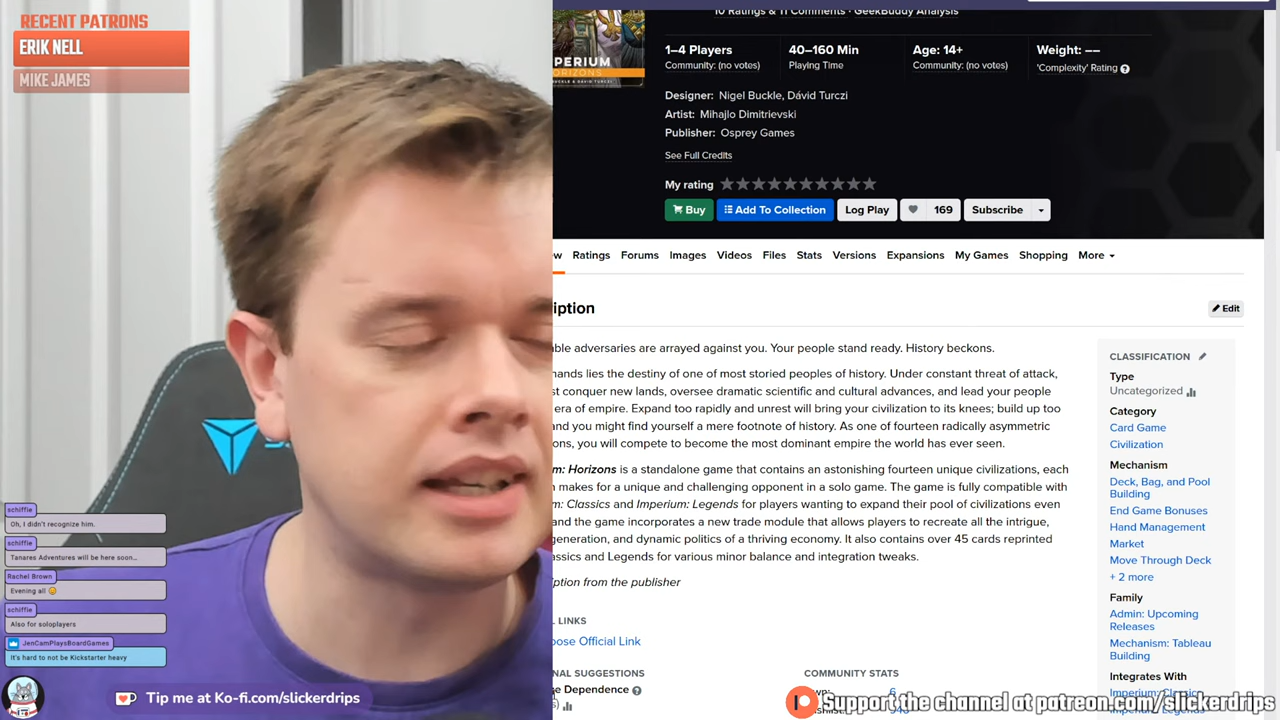 RECENT PATRONS
ERIK NELL
MIKE JAMES
10 Ratings & 11 Comments · GeekBuddy Analysis
PERIUM
HORIZONS
1–4 Players
Community: (no votes)
40–160 Min
Playing Time
Age: 14+
Community: (no votes)
Weight: --
'Complexity' Rating
Designer: Nigel Buckle, Dávid Turczi
Artist: Mihajlo Dimitrievski
Publisher: Osprey Games
See Full Credits
My rating
Buy
Add To Collection
Log Play
169
Subscribe
Ratings
Forums
Images
Videos
Files
Stats
Versions
Expansions
My Games
Shopping
More
iption
Edit
ble adversaries are arrayed against you. Your people stand ready. History beckons.
ands lies the destiny of one of most storied peoples of history. Under constant threat of attack,
t conquer new lands, oversee dramatic scientific and cultural advances, and lead your people
era of empire. Expand too rapidly and unrest will bring your civilization to its knees; build up too
and you might find yourself a mere footnote of history. As one of fourteen radically asymmetric
ons, you will compete to become the most dominant empire the world has ever seen.
m: Horizons is a standalone game that contains an astonishing fourteen unique civilizations, each
makes for a unique and challenging opponent in a solo game. The game is fully compatible with
m: Classics and Imperium: Legends for players wanting to expand their pool of civilizations even
and the game incorporates a new trade module that allows players to recreate all the intrigue,
generation, and dynamic politics of a thriving economy. It also contains over 45 cards reprinted
assics and Legends for various minor balance and integration tweaks.
iption from the publisher
LINKS
oose Official Link
nal SUGGESTIONS
e Dependence
COMMUNITY STATS
CLASSIFICATION
Type
Uncategorized
Category
Card Game
Civilization
Mechanism
Deck, Bag, and Pool
Building
End Game Bonuses
Hand Management
Market
Move Through Deck
+ 2 more
Family
Admin: Upcoming
Releases
Mechanism: Tableau
Building
Integrates With
schiffie
Oh, I didn't recognize him.
schiffie
Tanares Adventures will be here soon...
Rachel Brown
Evening all
schiffie
Also for soloplayers
JenCamPlaysBoardGames
It's hard to not be Kickstarter heavy
Tip me at Ko-fi.com/slickerdrips
Support the channel at patreon.com/slickerdrips